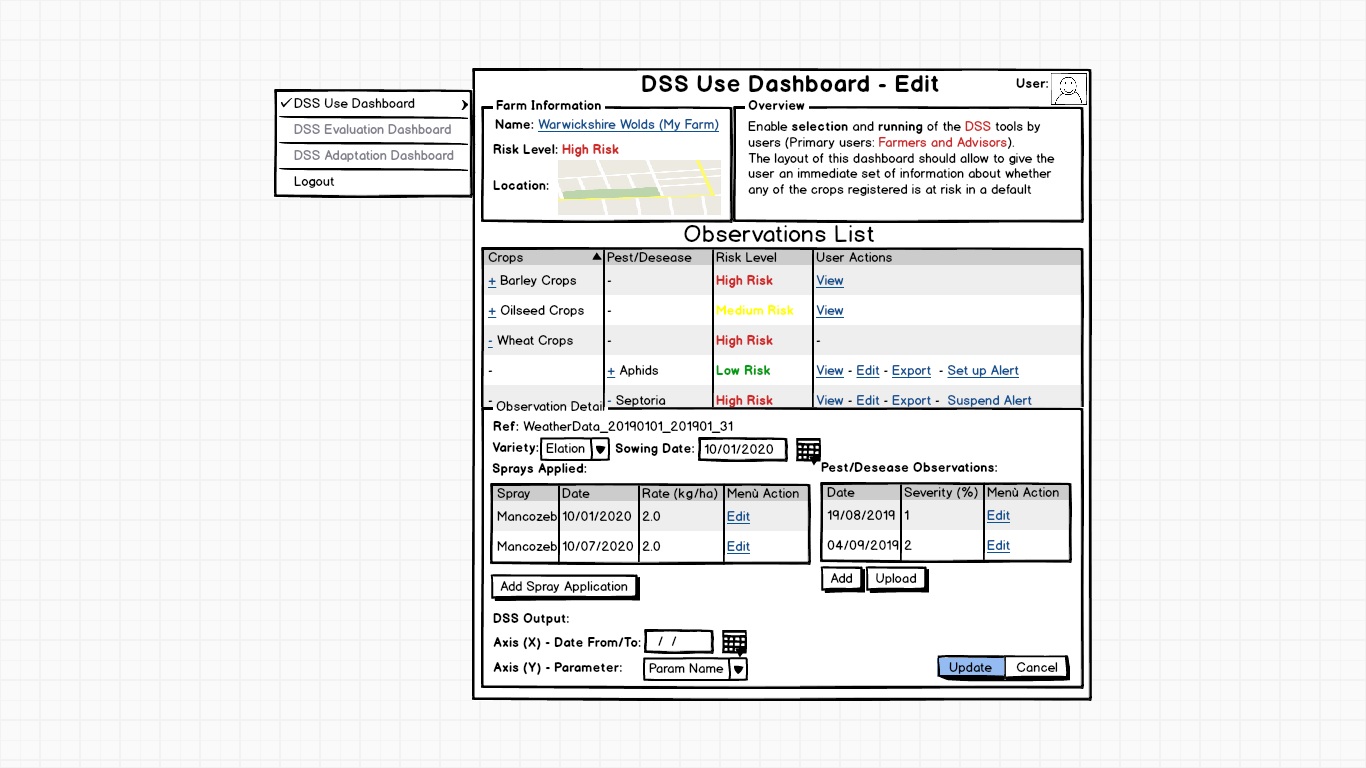 DSS Use Dashboard - Edit
User:
✓DSS Use Dashboard
DSS Evaluation Dashboard
DSS Adaptation Dashboard
Logout
Farm Information
Name: Warwickshire Wolds (My Farm)
Risk Level: High Risk
Location:
Overview
Enable selection and running of the DSS tools by
users (Primary users: Farmers and Advisors).
The layout of this dashboard should allow to give the
user an immediate set of information about whether
any of the crops registered is at risk in a default
Observations List
Crops Pest/Desease Risk Level User Actions
+ Barley Crops - High Risk View
+ Oilseed Crops - Medium Risk View
- Wheat Crops - High Risk -
- + Aphids Low Risk View - Edit - Export - Set up Alert
- - Septoria High Risk View - Edit - Export - Suspend Alert
Observation Detail
Ref: WeatherData_20190101_201901_31
Variety: Elation Sowing Date: 10/01/2020
Sprays Applied:
Spray Date Rate (kg/ha) Menù Action
Mancozeb 10/01/2020 2.0 Edit
Mancozeb 10/07/2020 2.0 Edit
Add Spray Application
Pest/Desease Observations:
Date Severity (%) Menù Action
19/08/2019 1 Edit
04/09/2019 2 Edit
Add Upload
DSS Output:
Axis (X) - Date From/To: / /
Axis (Y) - Parameter: Param Name
Update Cancel